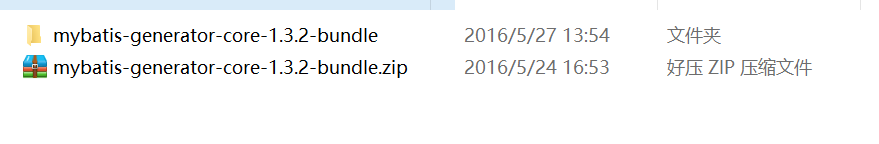 mybatis-generator-core-1.3.2-bundle 2016/5/27 13:54 文件夹
mybatis-generator-core-1.3.2-bundle.zip 2016/5/24 16:53 好压 ZIP 压缩文件